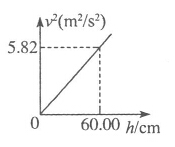 v²(m²/s²)
5.82
0
60.00 h/cm